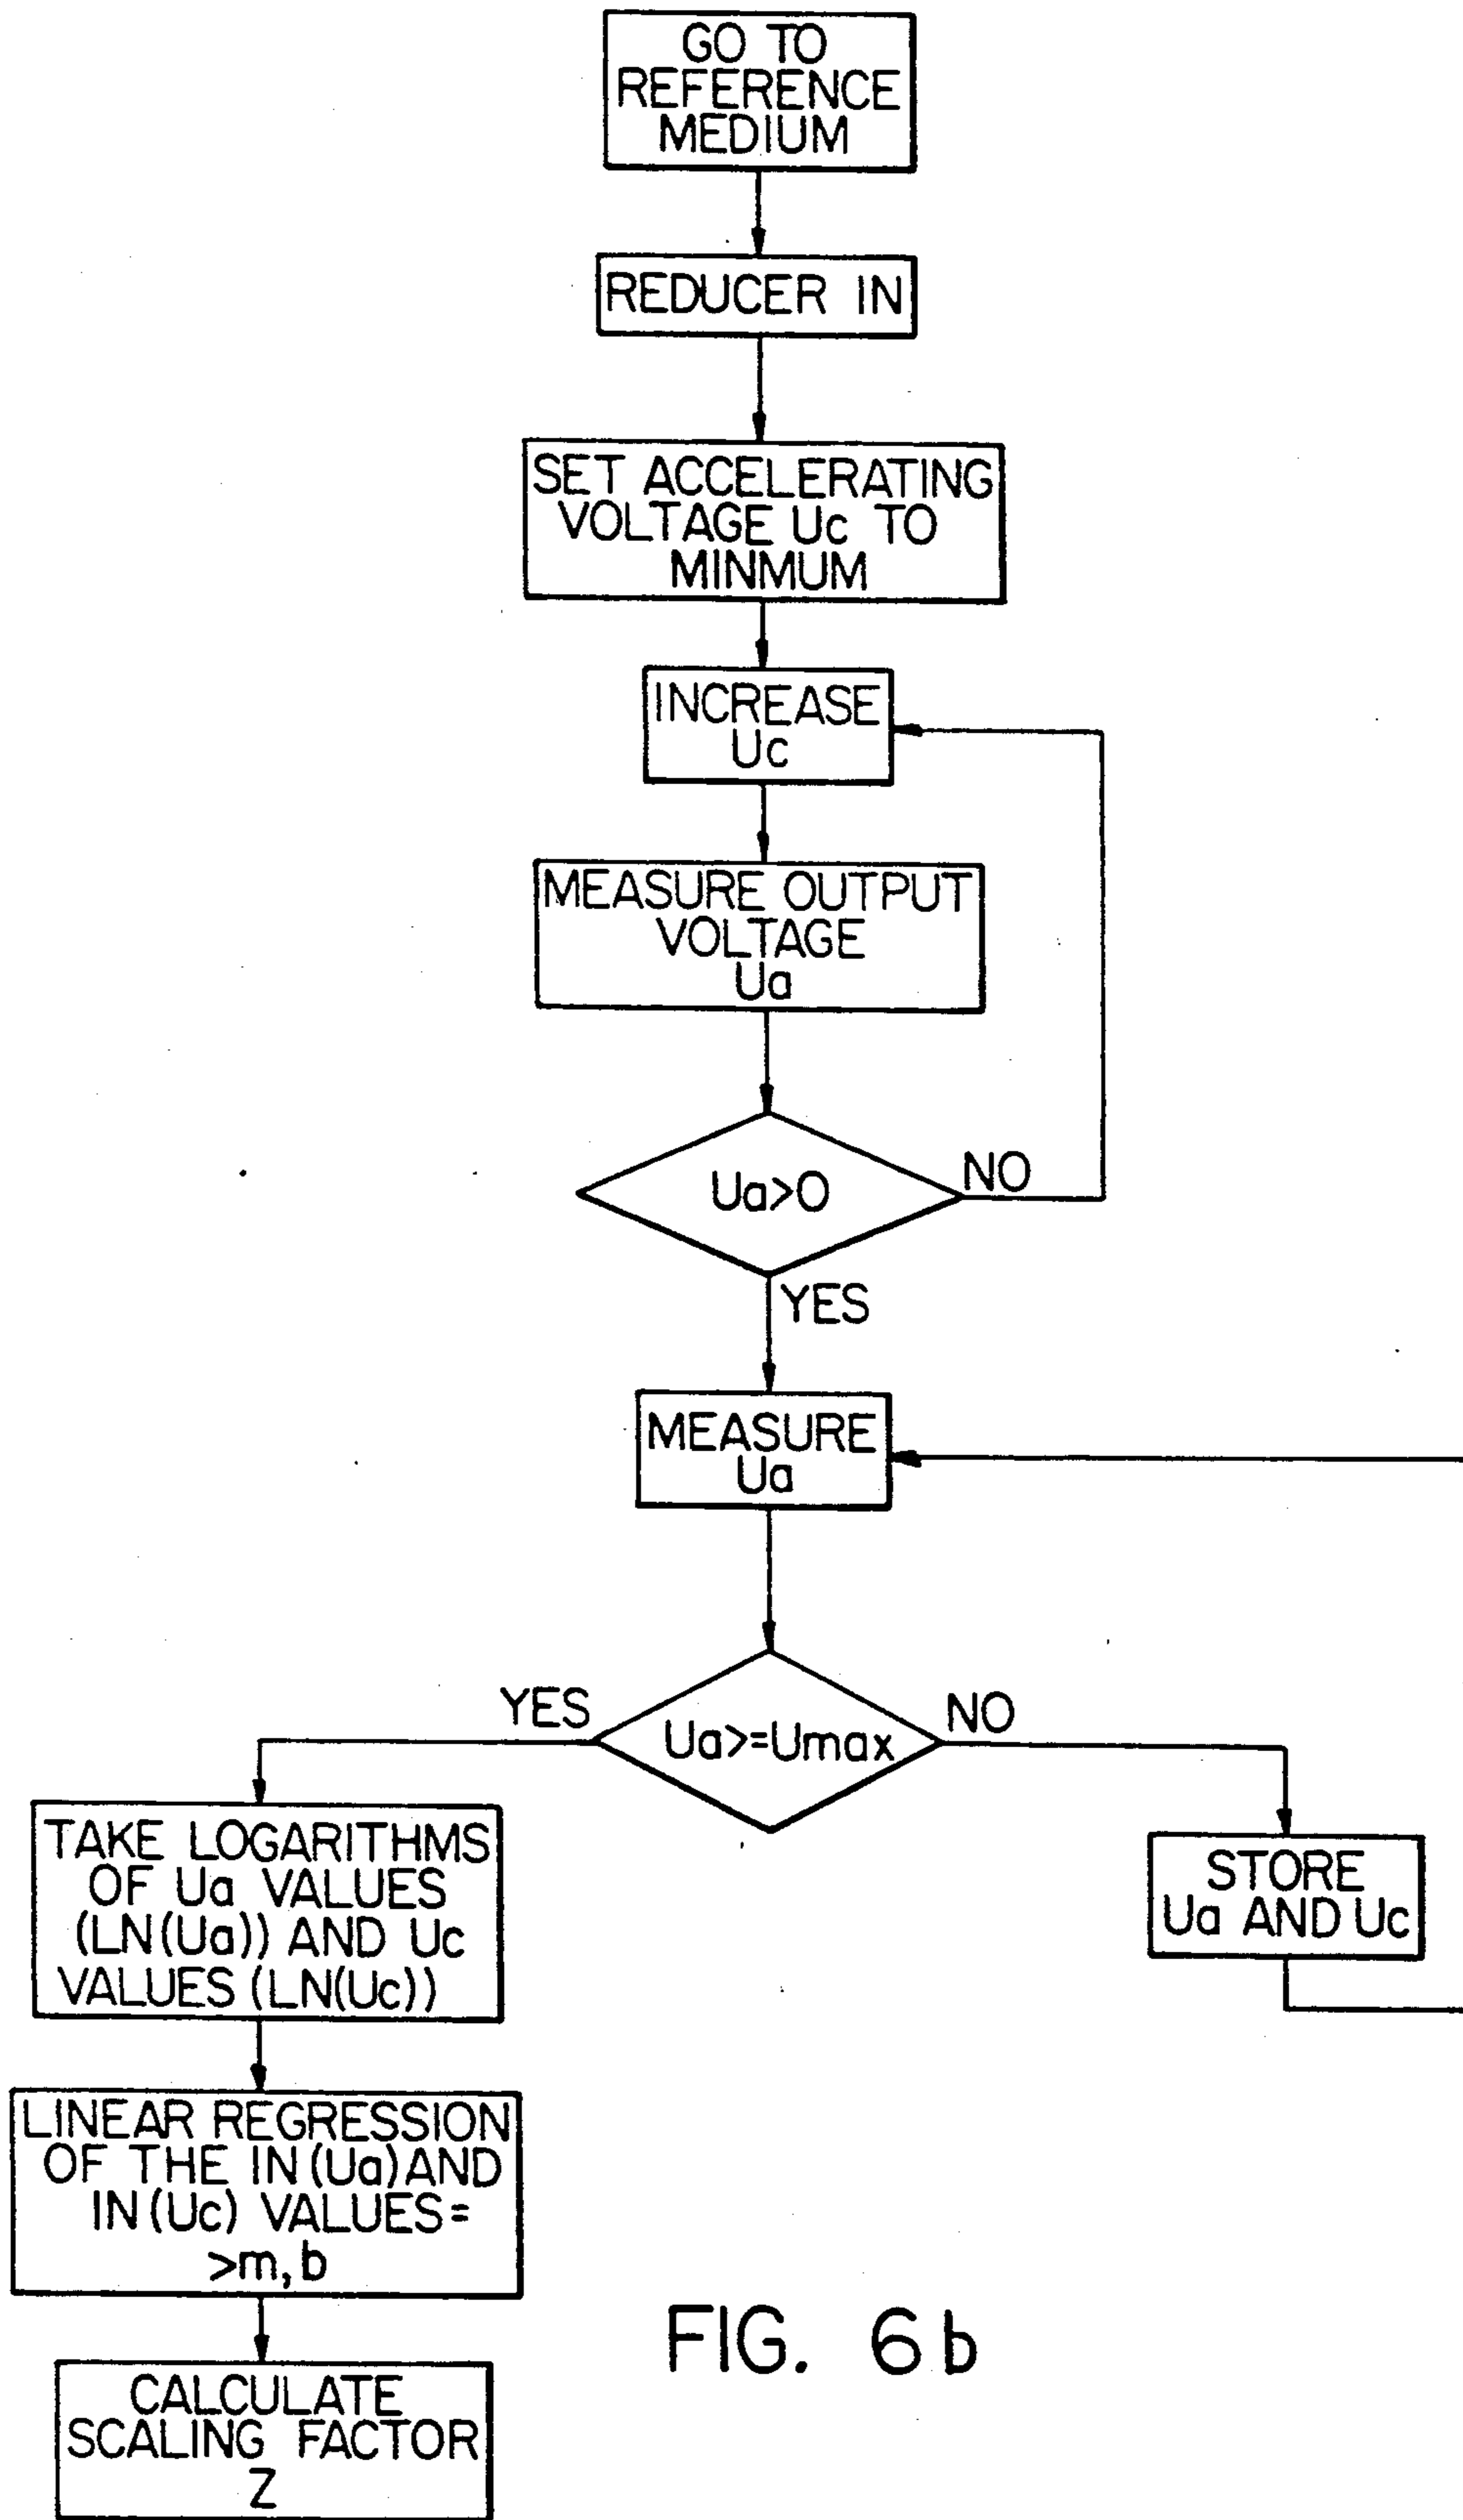 GO TO
REFERENCE
MEDIUM
REDUCER IN
SET ACCELERATING
VOLTAGE Uc TO
MINMUM
INCREASE
Uc
MEASURE OUTPUT
VOLTAGE
Ua
Ua>0
NO
YES
MEASURE
Ua
YES
Ua>=Umax
NO
TAKE LOGARITHMS
OF Ua VALUES
(LN(Ua)) AND Uc
VALUES (LN(Uc))
STORE
Ua AND Uc
LINEAR REGRESSION
OF THE IN(Ua) AND
IN(Uc) VALUES=
>m,b
CALCULATE
SCALING FACTOR
Z
FIG. 6b